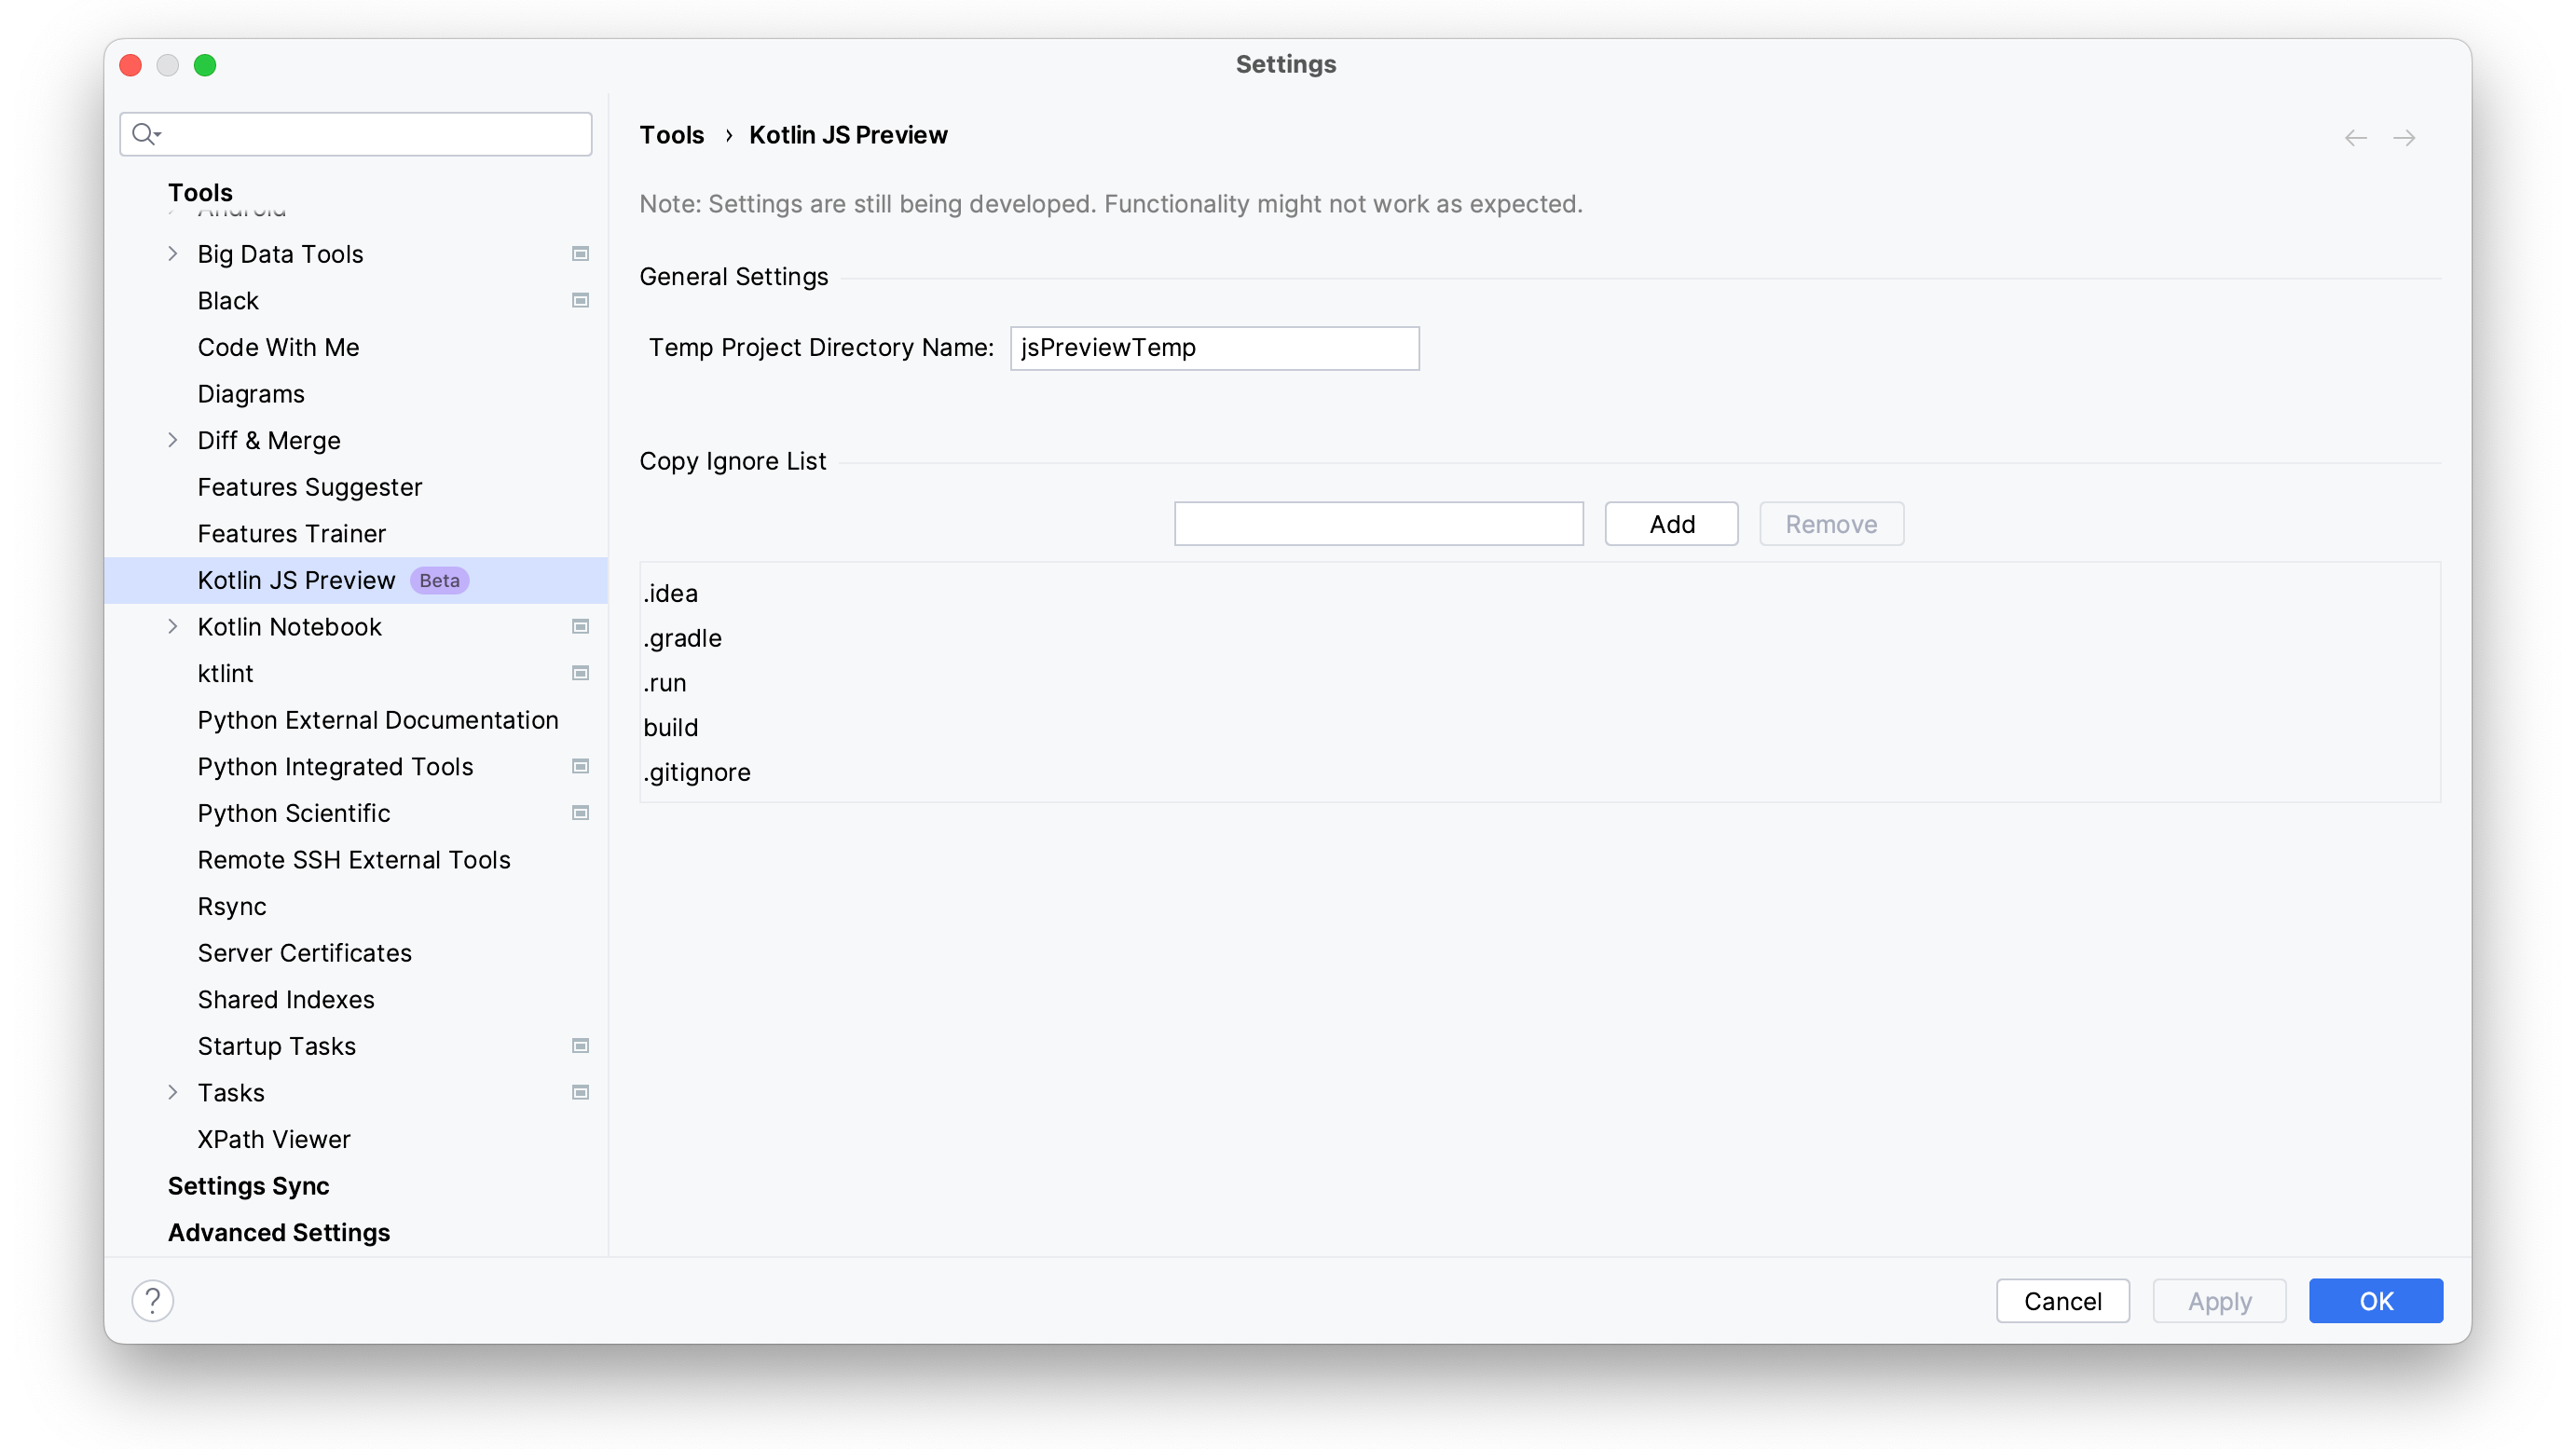 Settings
Tools
Android
Big Data Tools
Black
Code With Me
Diagrams
Diff & Merge
Features Suggester
Features Trainer
Kotlin JS Preview Beta
Kotlin Notebook
ktlint
Python External Documentation
Python Integrated Tools
Python Scientific
Remote SSH External Tools
Rsync
Server Certificates
Shared Indexes
Startup Tasks
Tasks
XPath Viewer
Settings Sync
Advanced Settings
Tools › Kotlin JS Preview
Note: Settings are still being developed. Functionality might not work as expected.
General Settings
Temp Project Directory Name: jsPreviewTemp
Copy Ignore List
Add Remove
.idea
.gradle
.run
build
.gitignore
? Cancel Apply OK